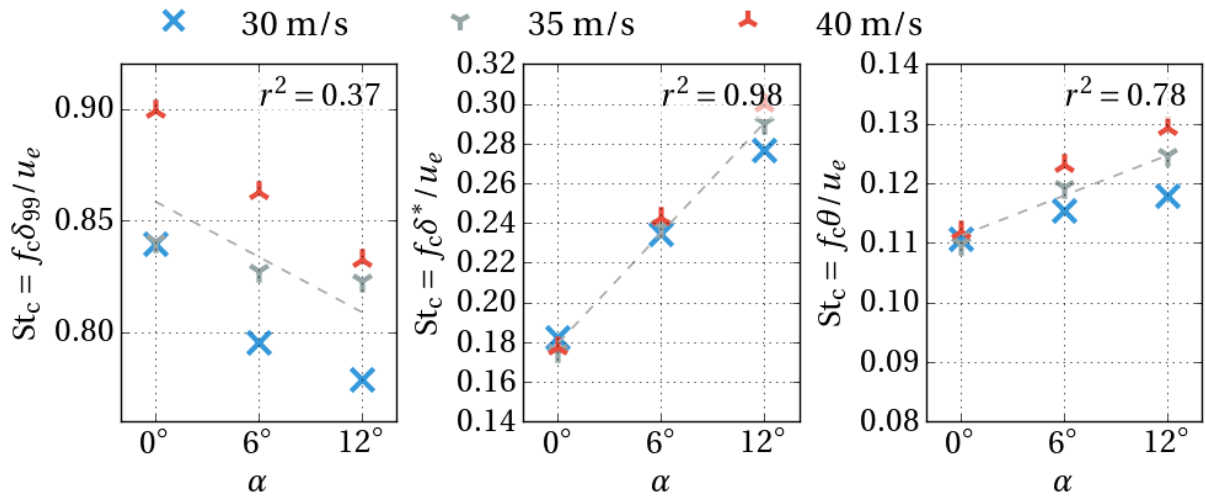 30 m/s 35 m/s 40 m/s
St_c = f_c δ_99 / u_e
r² = 0.37
0.90
0.85
0.80
0° 6° 12°
α
St_c = f_c δ* / u_e
r² = 0.98
0.32
0.30
0.28
0.26
0.24
0.22
0.20
0.18
0.16
0.14
0° 6° 12°
α
St_c = f_c θ / u_e
r² = 0.78
0.14
0.13
0.12
0.11
0.10
0.09
0.08
0° 6° 12°
α